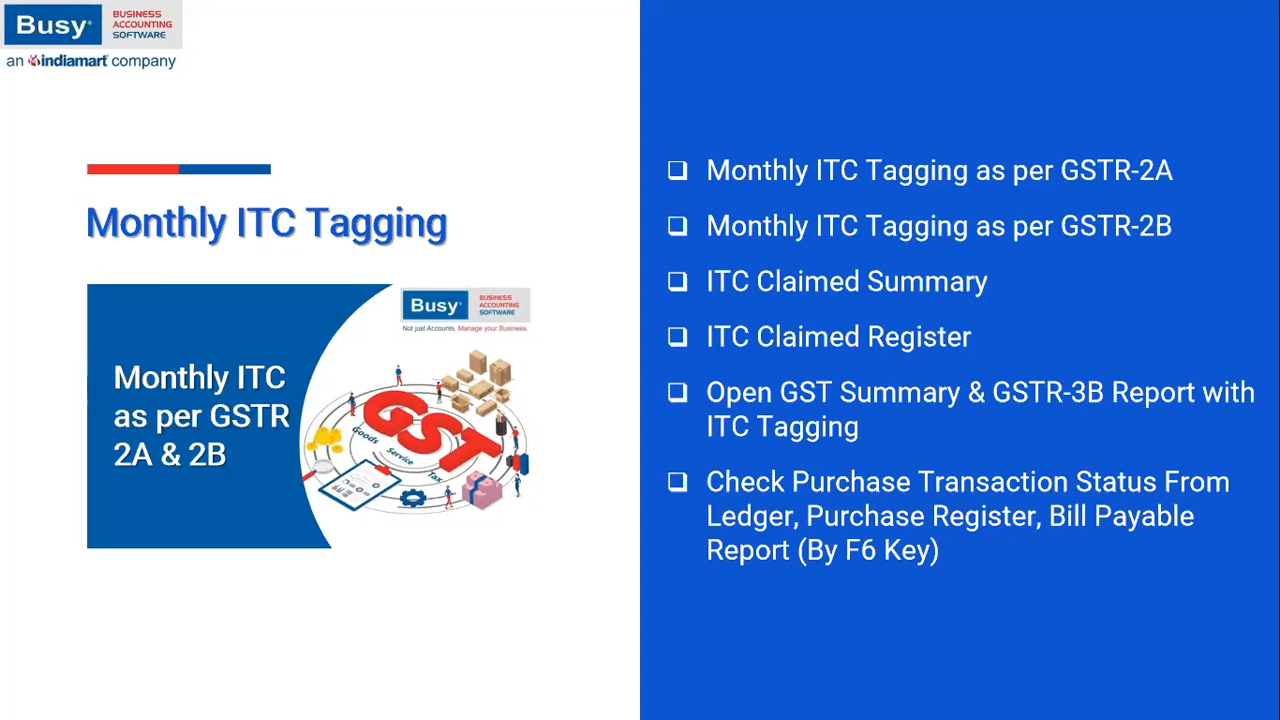 Busy
BUSINESS
ACCOUNTING
SOFTWARE
an indiamart company
Monthly ITC Tagging
Busy
BUSINESS
ACCOUNTING
SOFTWARE
Not just Accounts. Manage your Business.
Monthly ITC
as per GSTR
2A & 2B
GST
Goods
Service
Tax
Monthly ITC Tagging as per GSTR-2A
Monthly ITC Tagging as per GSTR-2B
ITC Claimed Summary
ITC Claimed Register
Open GST Summary & GSTR-3B Report with
ITC Tagging
Check Purchase Transaction Status From
Ledger, Purchase Register, Bill Payable
Report (By F6 Key)